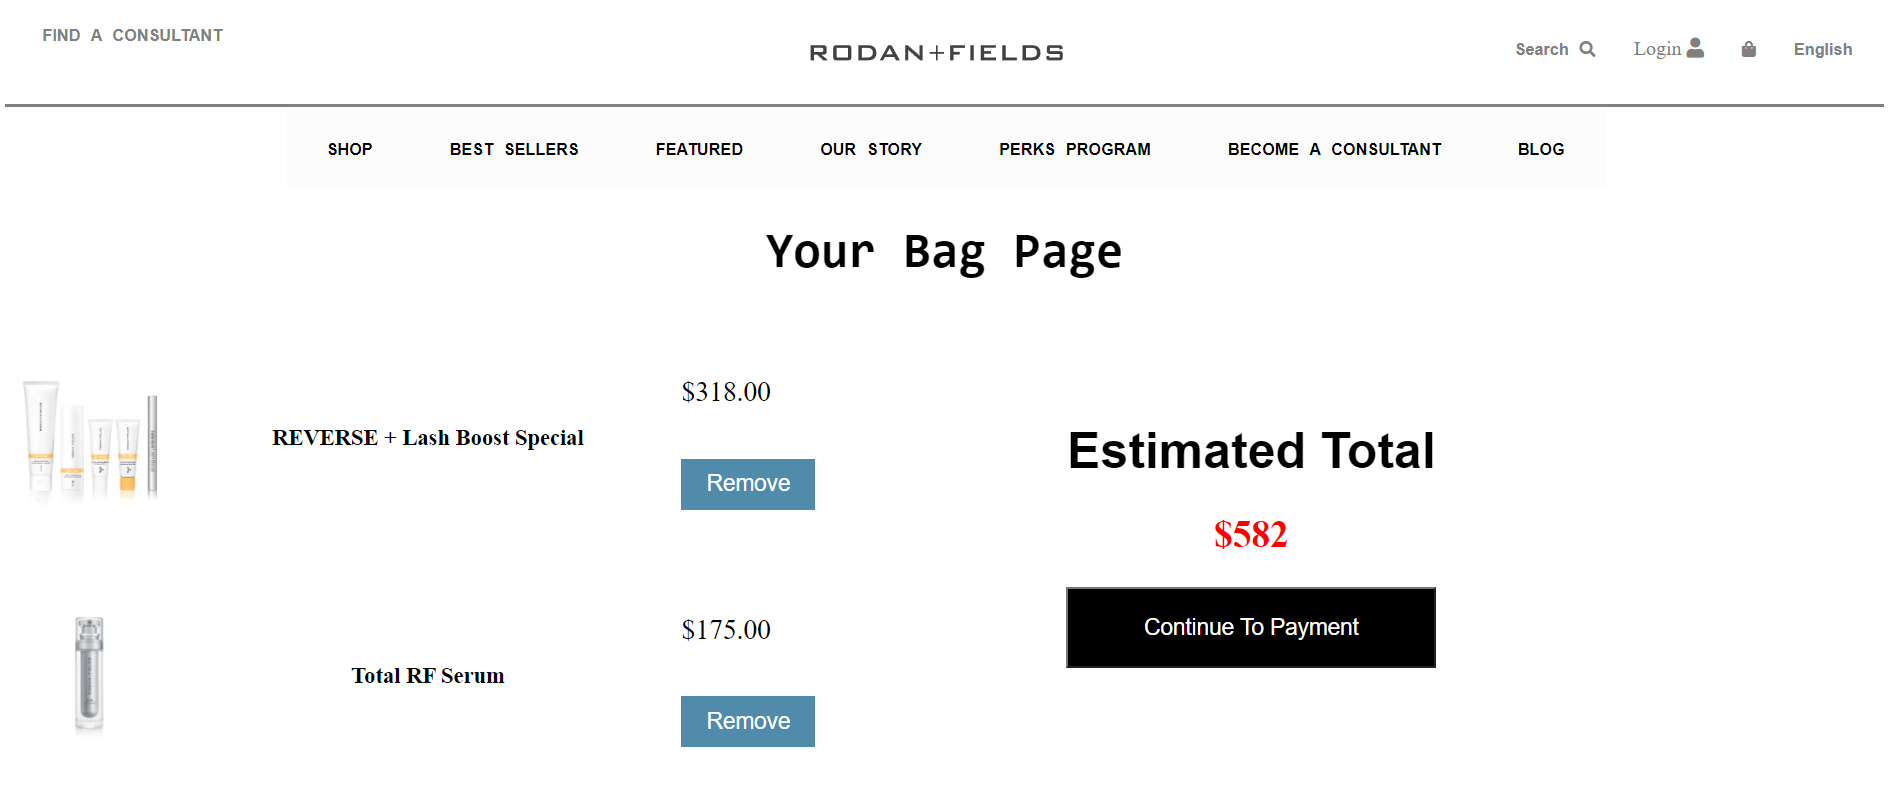 FIND A CONSULTANT
RODAN+FIELDS
Search
Login
English
SHOP
BEST SELLERS
FEATURED
OUR STORY
PERKS PROGRAM
BECOME A CONSULTANT
BLOG
Your Bag Page
REVERSE + Lash Boost Special
$318.00
Remove
Total RF Serum
$175.00
Remove
Estimated Total
$582
Continue To Payment